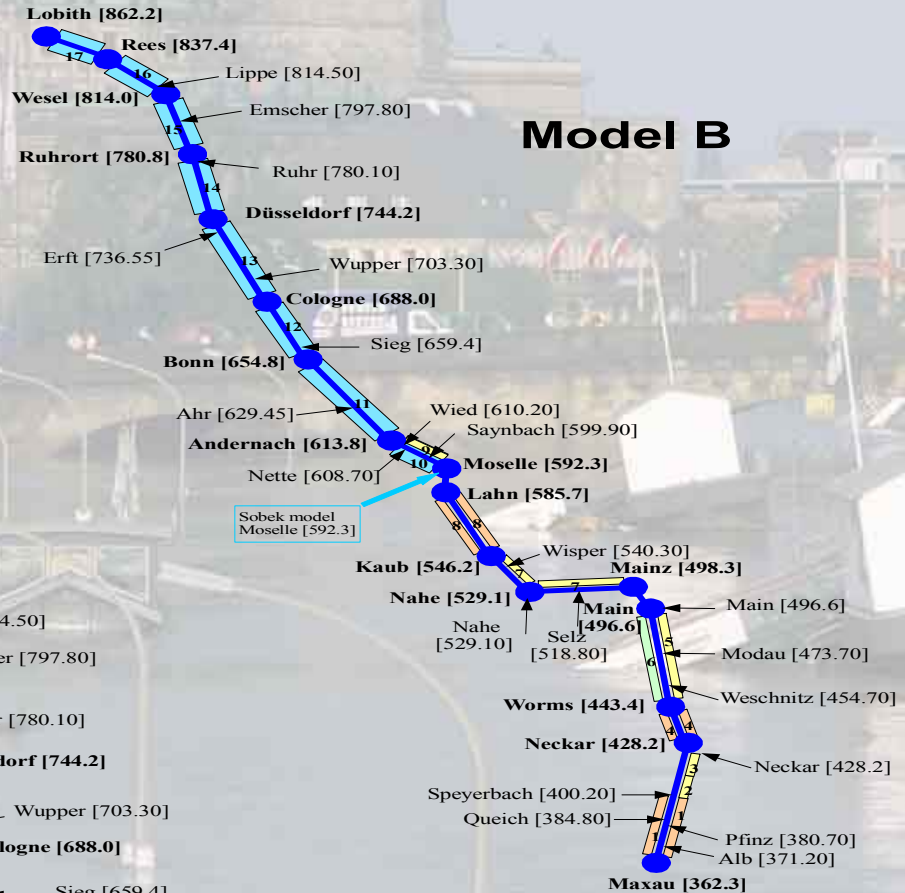 Lobith [862.2]
Rees [837.4]
17
16
Lippe [814.50]
Wesel [814.0]
Emscher [797.80]
Model B
15
Ruhrort [780.8]
Ruhr [780.10]
14
Düsseldorf [744.2]
Erft [736.55]
13
Wupper [703.30]
Cologne [688.0]
12
Sieg [659.4]
Bonn [654.8]
11
Ahr [629.45]
Wied [610.20]
Saynbach [599.90]
Andernach [613.8]
9
10
Moselle [592.3]
Nette [608.70]
Lahn [585.7]
Sobek model
Moselle [592.3]
8
8
Kaub [546.2]
Wisper [540.30]
7
Mainz [498.3]
7
Nahe [529.1]
Main
[496.6]
Main [496.6]
Nahe
[529.10]
Selz
[518.80]
5
6
Modau [473.70]
Weschnitz [454.70]
Worms [443.4]
4
4
Neckar [428.2]
Neckar [428.2]
3
2
Speyerbach [400.20]
Queich [384.80]
1
1
Pfinz [380.70]
Alb [371.20]
Maxau [362.3]
4.50]
er [797.80]
r [780.10]
dorf [744.2]
Wupper [703.30]
logne [688.0]
Sieg [659.4]